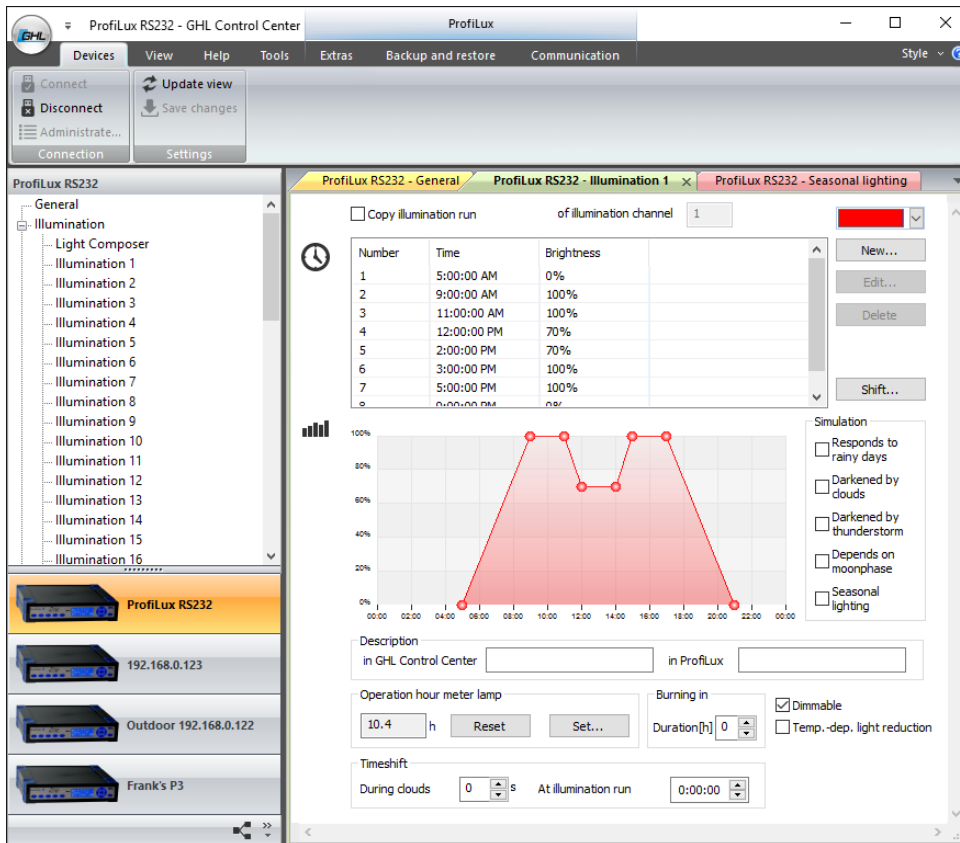 GHL
ProfiLux RS232 - GHL Control Center
ProfiLux
Devices View Help Tools Extras Backup and restore Communication Style
Connect
Disconnect
Administrate...
Connection
Update view
Save changes
Settings
ProfiLux RS232
General
Illumination
Light Composer
Illumination 1
Illumination 2
Illumination 3
Illumination 4
Illumination 5
Illumination 6
Illumination 7
Illumination 8
Illumination 9
Illumination 10
Illumination 11
Illumination 12
Illumination 13
Illumination 14
Illumination 15
Illumination 16
ProfiLux RS232
192.168.0.123
Outdoor 192.168.0.122
Frank's P3
ProfiLux RS232 - General
ProfiLux RS232 - Illumination 1
ProfiLux RS232 - Seasonal lighting
Copy illumination run of illumination channel 1
Number Time Brightness
1 5:00:00 AM 0%
2 9:00:00 AM 100%
3 11:00:00 AM 100%
4 12:00:00 PM 70%
5 2:00:00 PM 70%
6 3:00:00 PM 100%
7 5:00:00 PM 100%
New...
Edit...
Delete
Shift...
100%
80%
60%
40%
20%
0%
00:00 02:00 04:00 06:00 08:00 10:00 12:00 14:00 16:00 18:00 20:00 22:00 00:00
Simulation
Responds to
rainy days
Darkened by
clouds
Darkened by
thunderstorm
Depends on
moonphase
Seasonal
lighting
Description
in GHL Control Center in ProfiLux
Operation hour meter lamp
10.4 h Reset Set...
Burning in
Duration[h] 0
Dimmable
Temp.-dep. light reduction
Timeshift
During clouds 0 s At illumination run 0:00:00